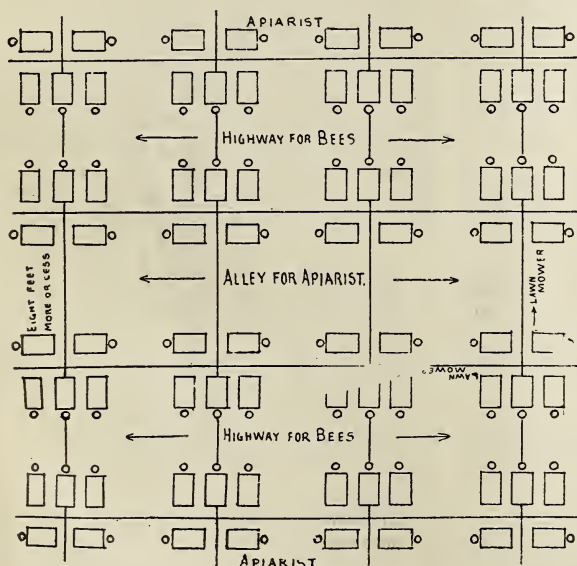 APIARIST
HIGHWAY FOR BEES
ALLEY FOR APIARIST.
EIGHT FEET
MORE OR LESS
LAWN
MOWER
LAWN
MOWER
HIGHWAY FOR BEES
APIARIST